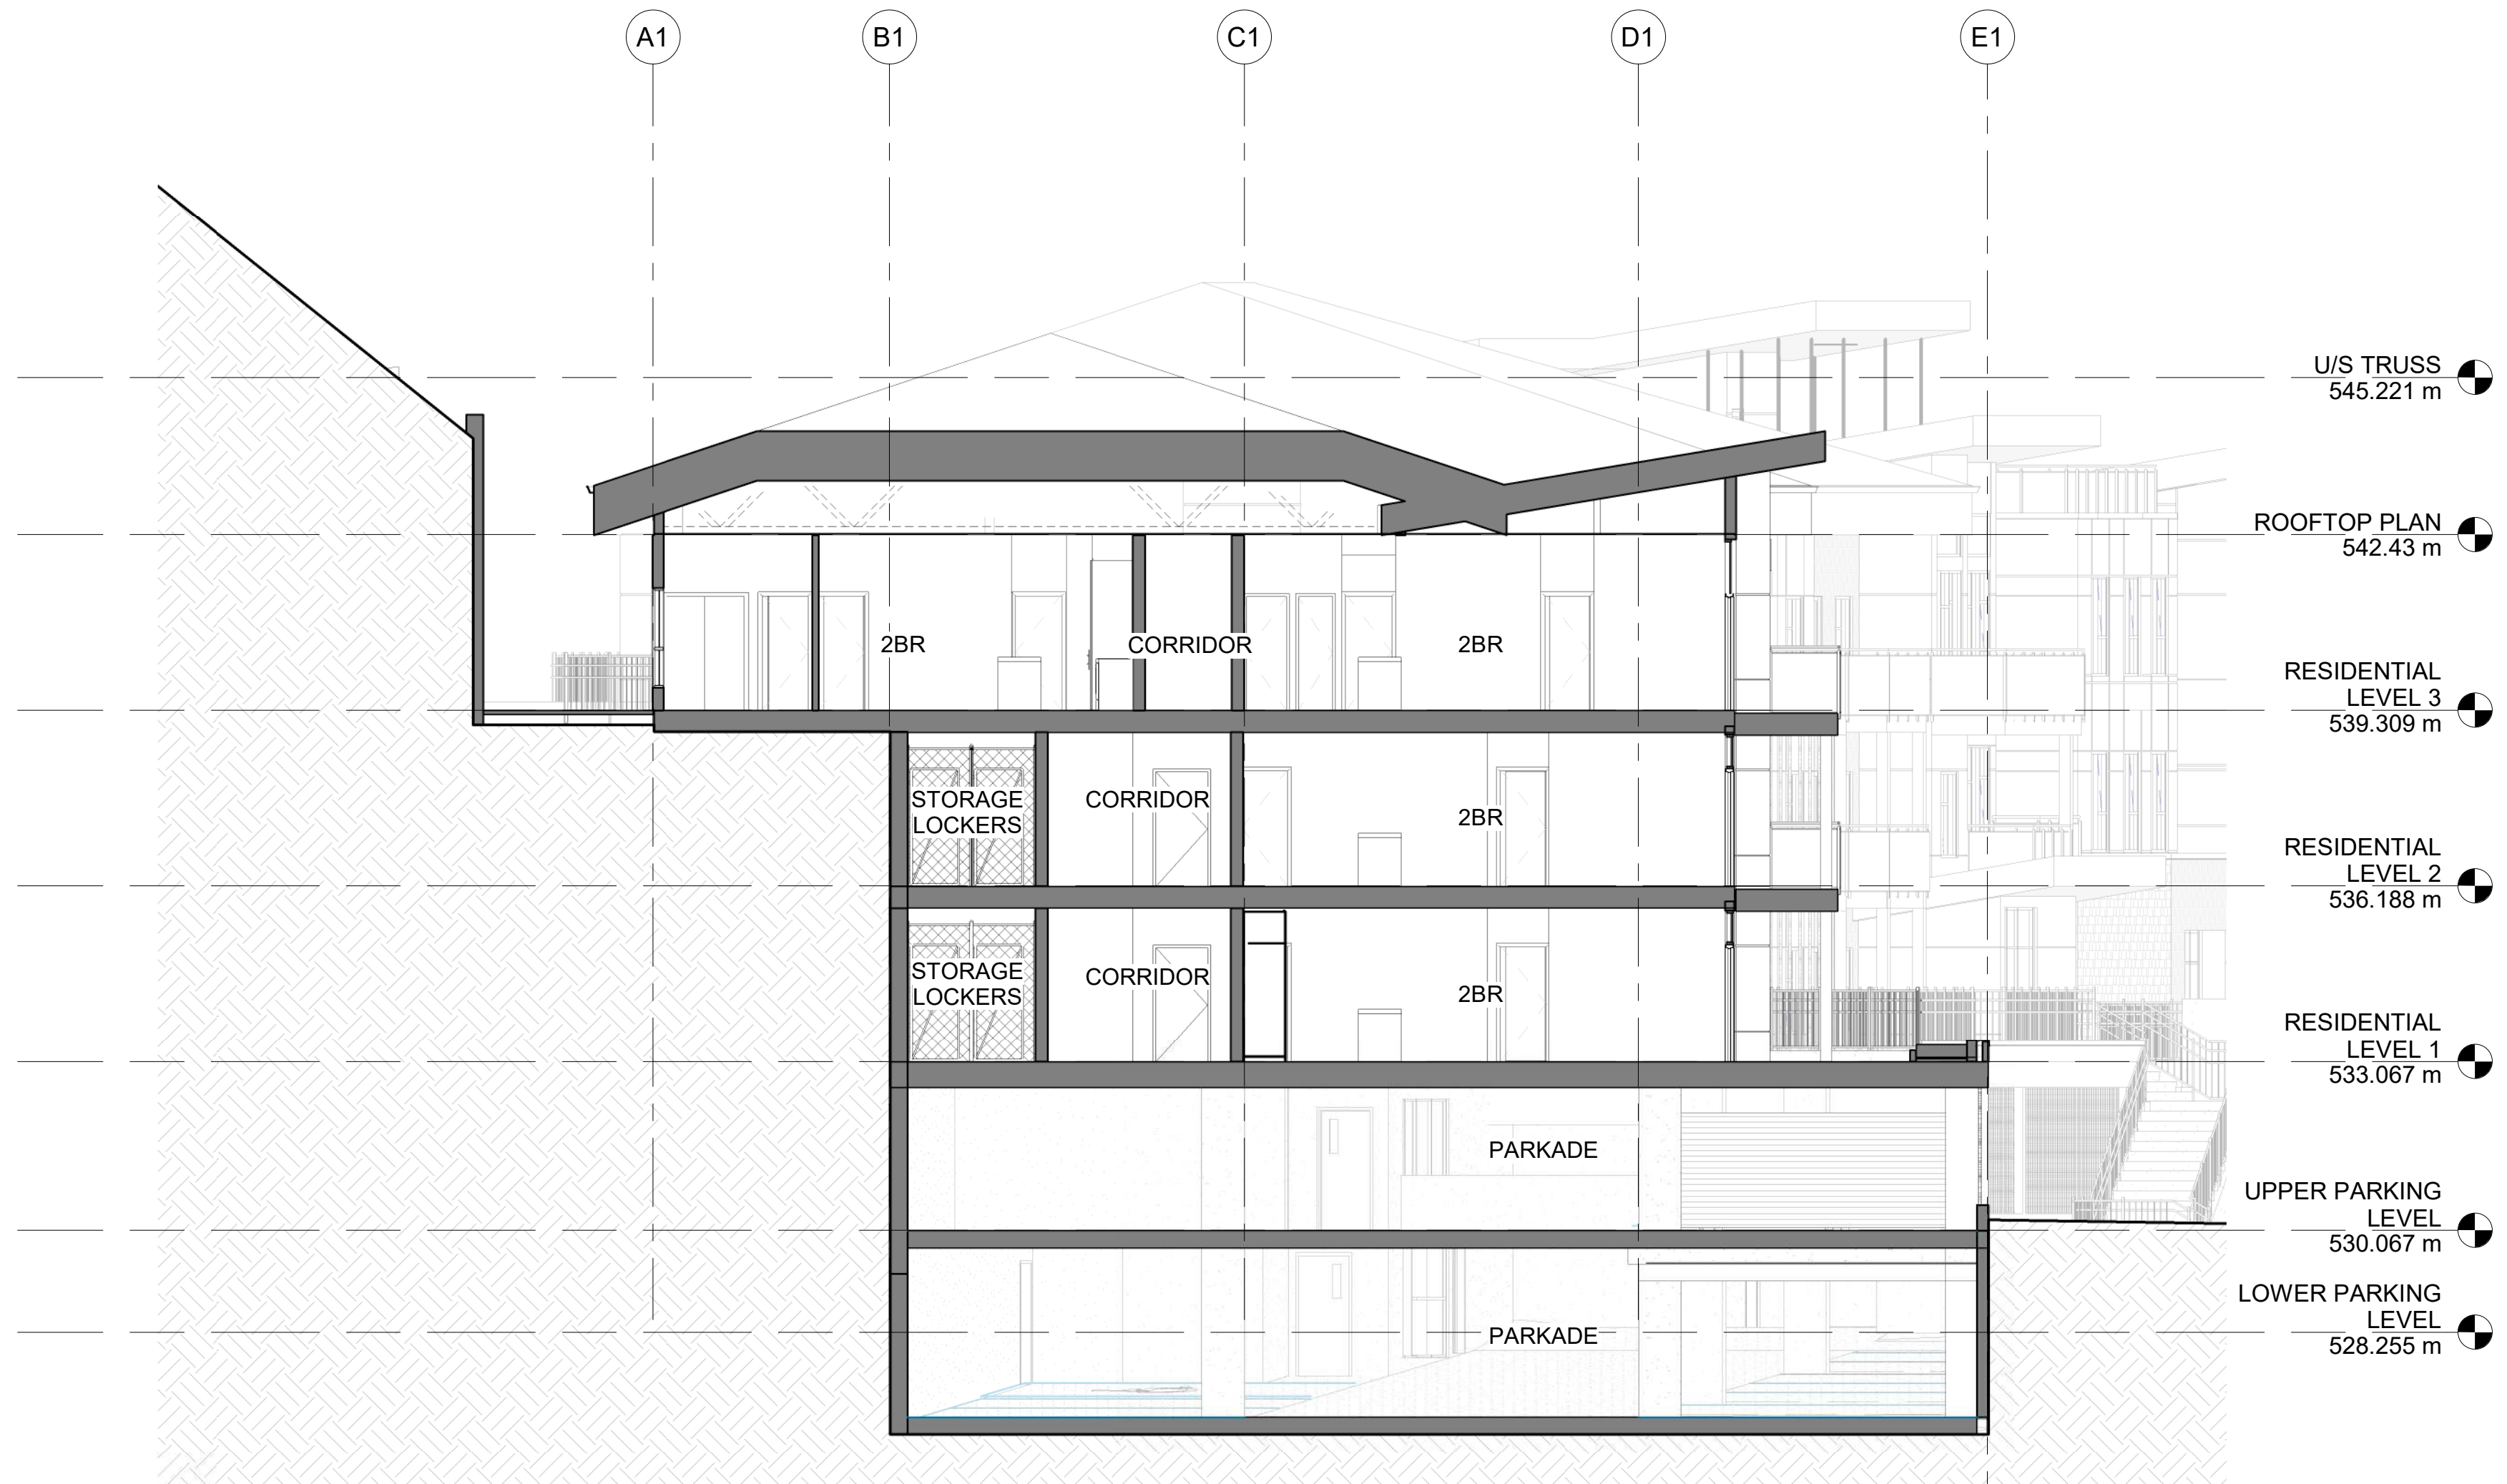 A1
B1
C1
D1
E1
U/S TRUSS
545.221 m
ROOFTOP PLAN
542.43 m
2BR
CORRIDOR
2BR
RESIDENTIAL
LEVEL 3
539.309 m
STORAGE
LOCKERS
CORRIDOR
2BR
RESIDENTIAL
LEVEL 2
536.188 m
STORAGE
LOCKERS
CORRIDOR
2BR
RESIDENTIAL
LEVEL 1
533.067 m
PARKADE
UPPER PARKING
LEVEL
530.067 m
PARKADE
LOWER PARKING
LEVEL
528.255 m